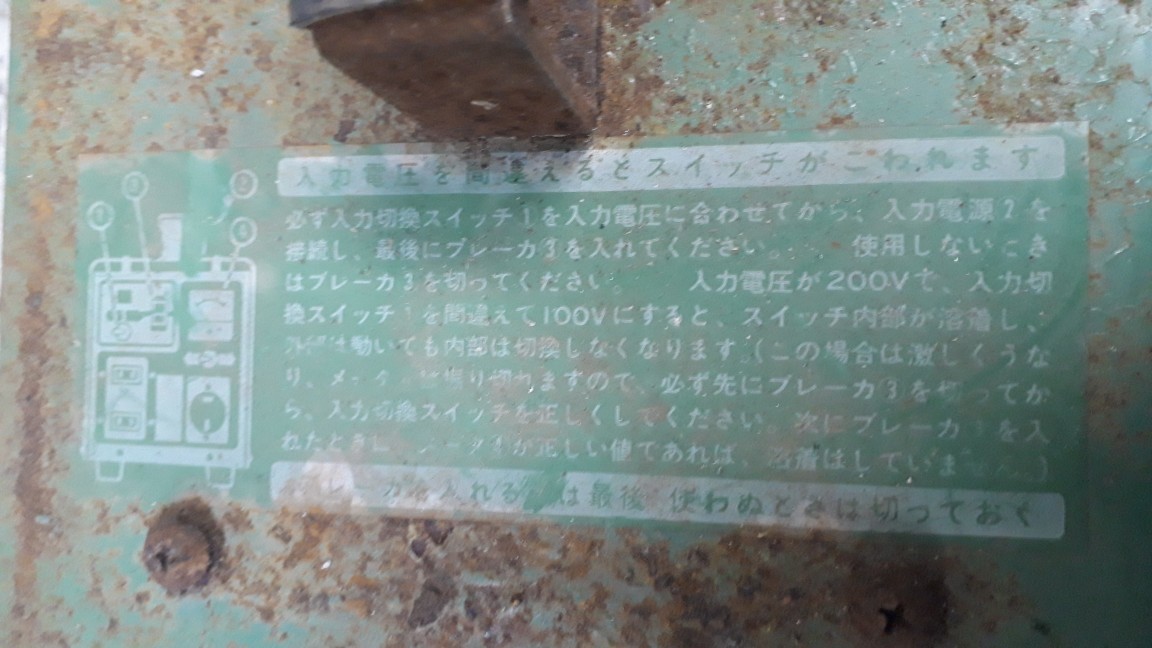 1
3
2
4
入力電圧を間違えるとスイッチがこわれます
必ず入力切換スイッチ1を入力電圧に合わせてから、入力電源2を
接続し、最後にブレーカ3を入れてください。 使用しないとき
はブレーカ3を切ってください。 入力電圧が200Vで、入力切
換スイッチ1を間違えて100Vにすると、スイッチ内部が溶着し、
は動いても内部は切換しなくなります(この場合は激しくうな
り、メータ は振り切れますので、必ず先にブレーカ3を切ってか
ら、入力切換スイッチを正しくしてください。次にブレーカ を入
れたときに メータ4が正しい値であれば、溶着はしていません。)
カを入れる は最後 使わぬときは切っておく